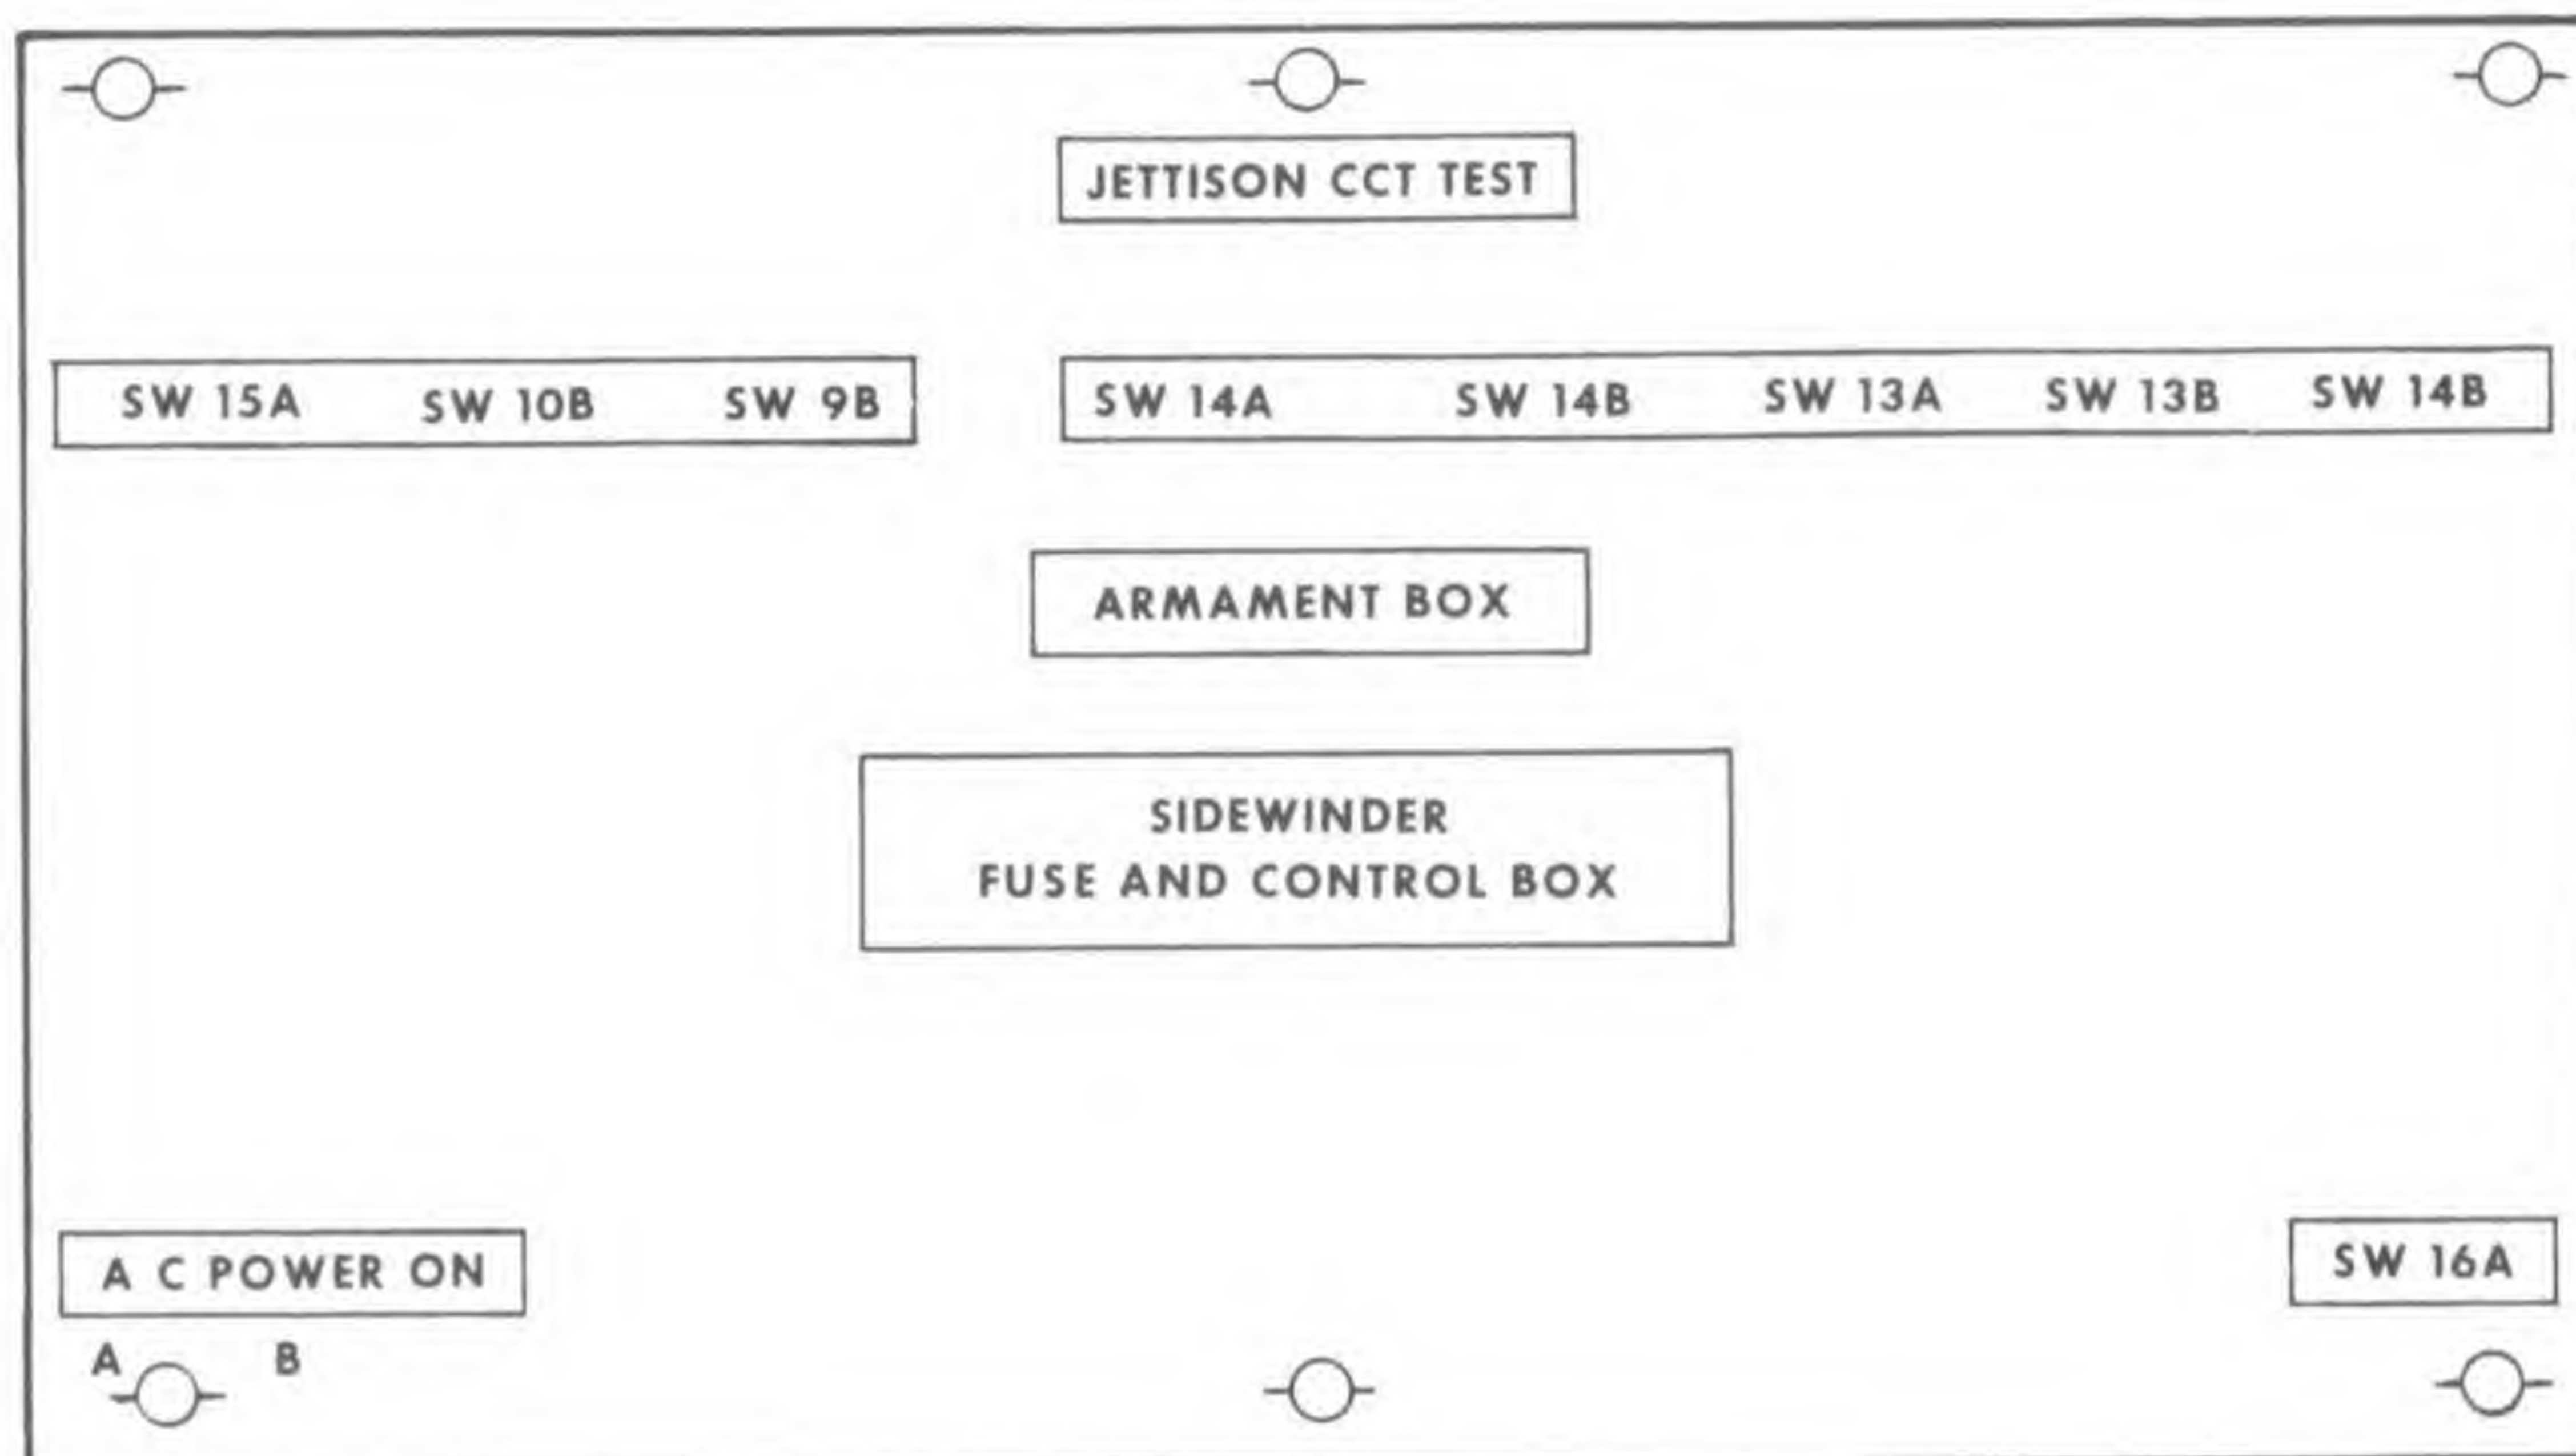 JETTISON CCT TEST
SW 15A SW 10B SW 9B SW 14A SW 14B SW 13A SW 13B SW 14B
ARMAMENT BOX
SIDEWINDER
FUSE AND CONTROL BOX
A C POWER ON SW 16A
A B